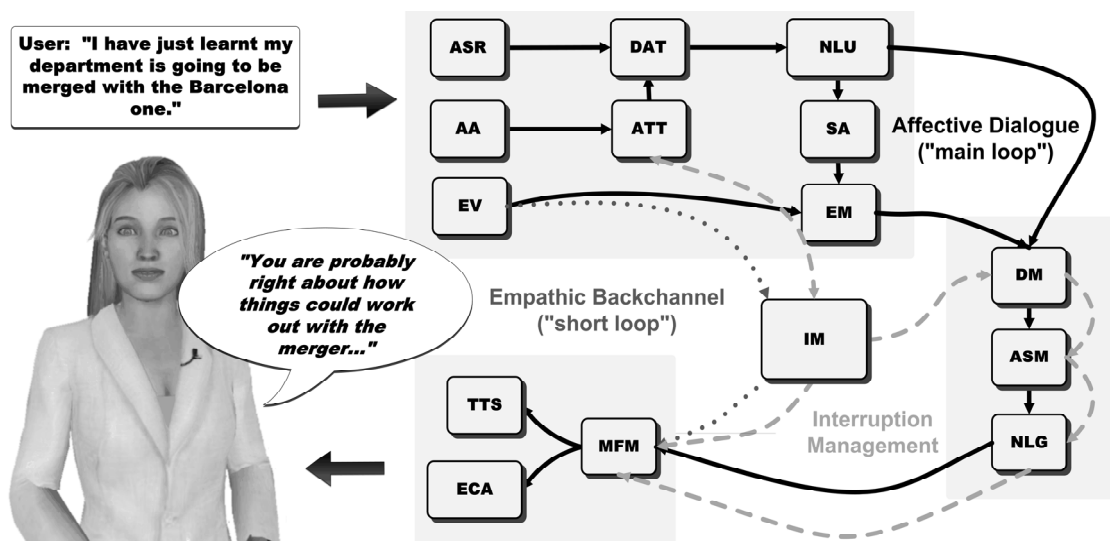 User:  "I have just learnt my
department is going to be
merged with the Barcelona
one."
ASR
DAT
NLU
AA
ATT
SA
Affective Dialogue
("main loop")
EV
EM
"You are probably
right about how
things could work
out with the
merger..."
Empathic Backchannel
("short loop")
DM
IM
ASM
TTS
MFM
Interruption
Management
NLG
ECA